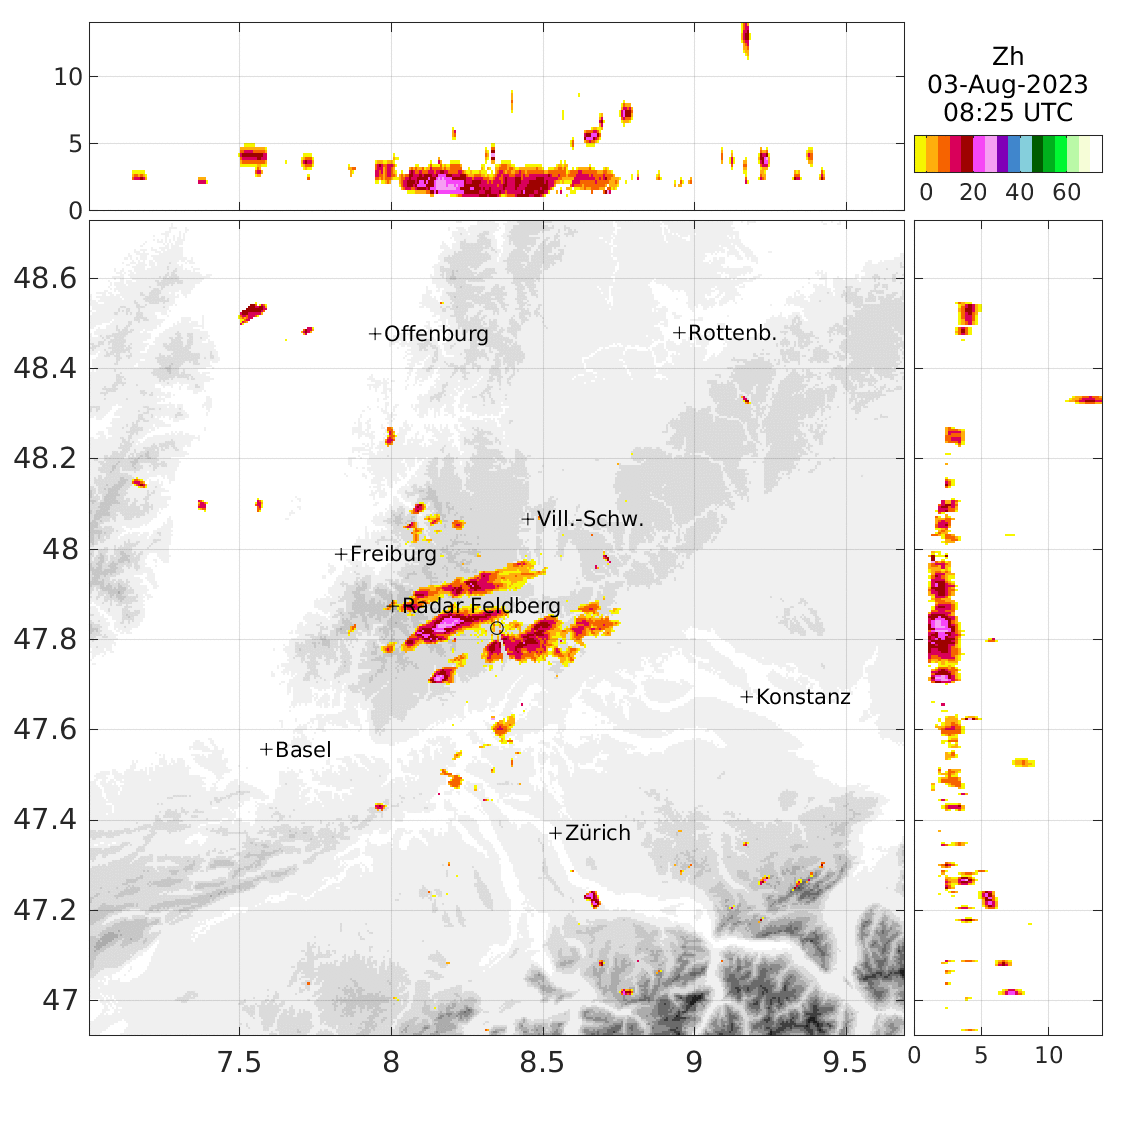 10
5
0
Zh
03-Aug-2023
08:25 UTC
0 20 40 60
48.6
48.4
48.2
48
47.8
47.6
47.4
47.2
47
+Offenburg
+Rottenb.
+Vill.-Schw.
+Freiburg
+Radar Feldberg
+Konstanz
+Basel
+Zürich
7.5 8 8.5 9 9.5
0 5 10